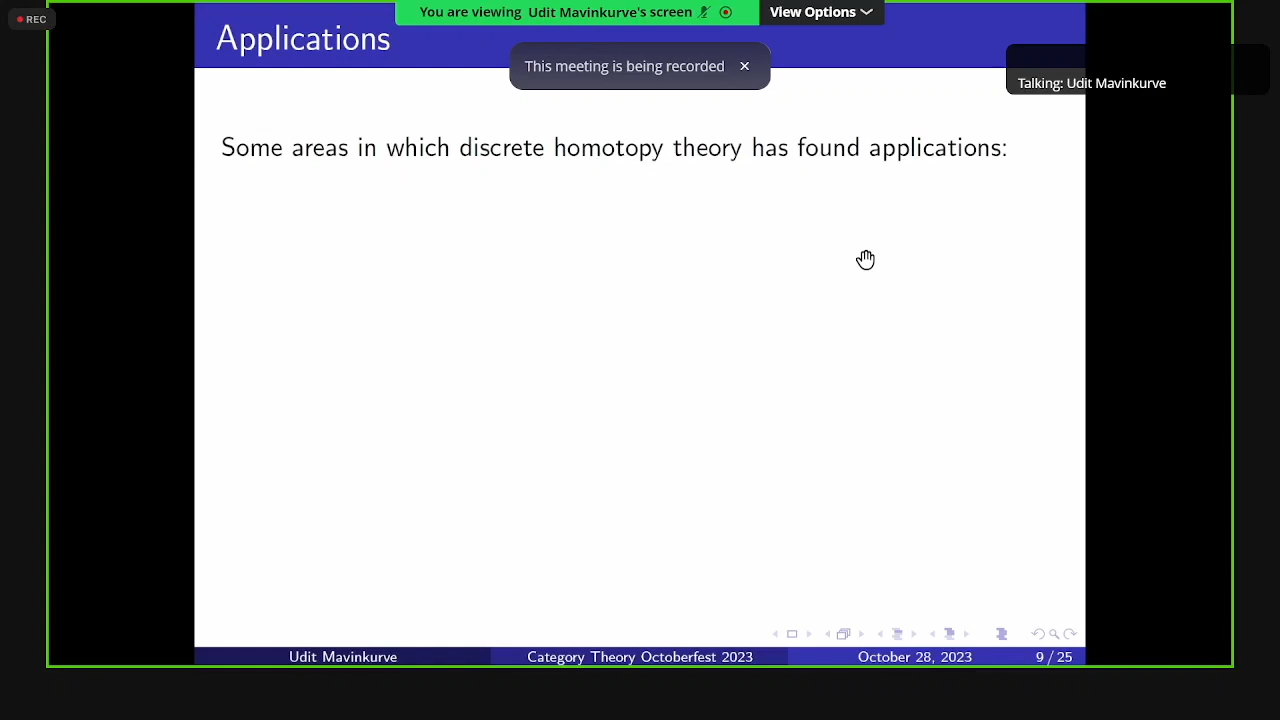 REC
You are viewing Udit Mavinkurve's screen
View Options
Applications
This meeting is being recorded
Talking: Udit Mavinkurve
Some areas in which discrete homotopy theory has found applications:
Udit Mavinkurve
Category Theory Octoberfest 2023
October 28, 2023
9 / 25